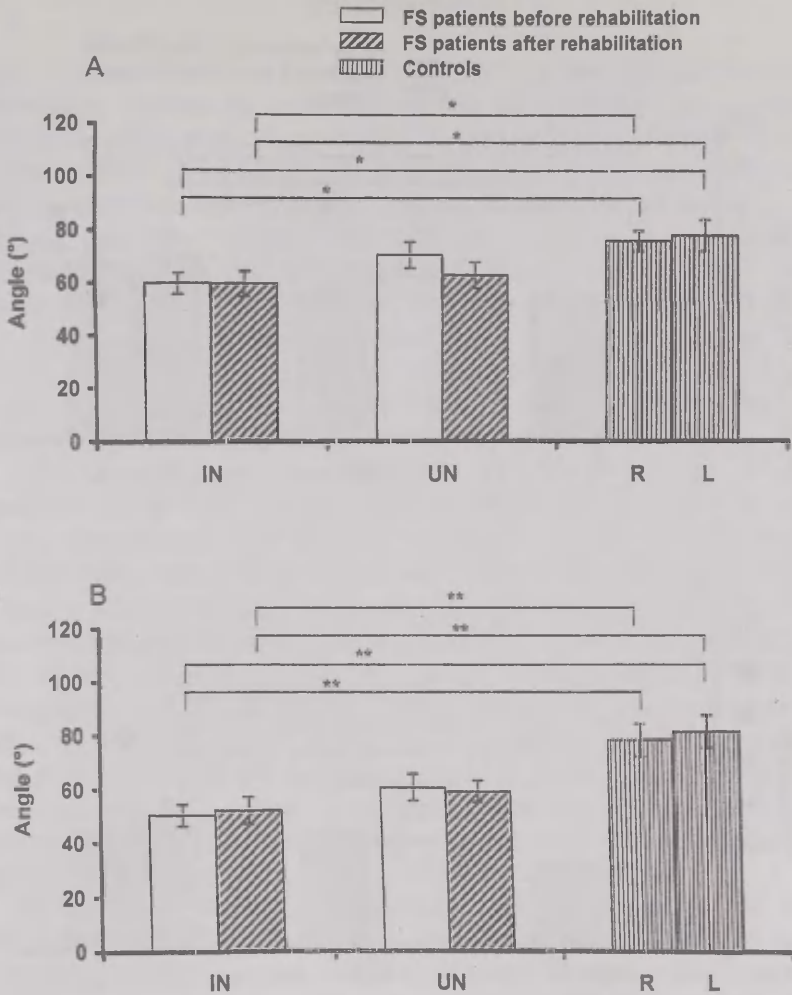 FS patients before rehabilitation
FS patients after rehabilitation
Controls
A
*
*
*
*
120
100
80
60
40
20
0
Angle (°)
IN UN R L
B
**
**
**
**
120
100
80
60
40
20
0
Angle (°)
IN UN R L